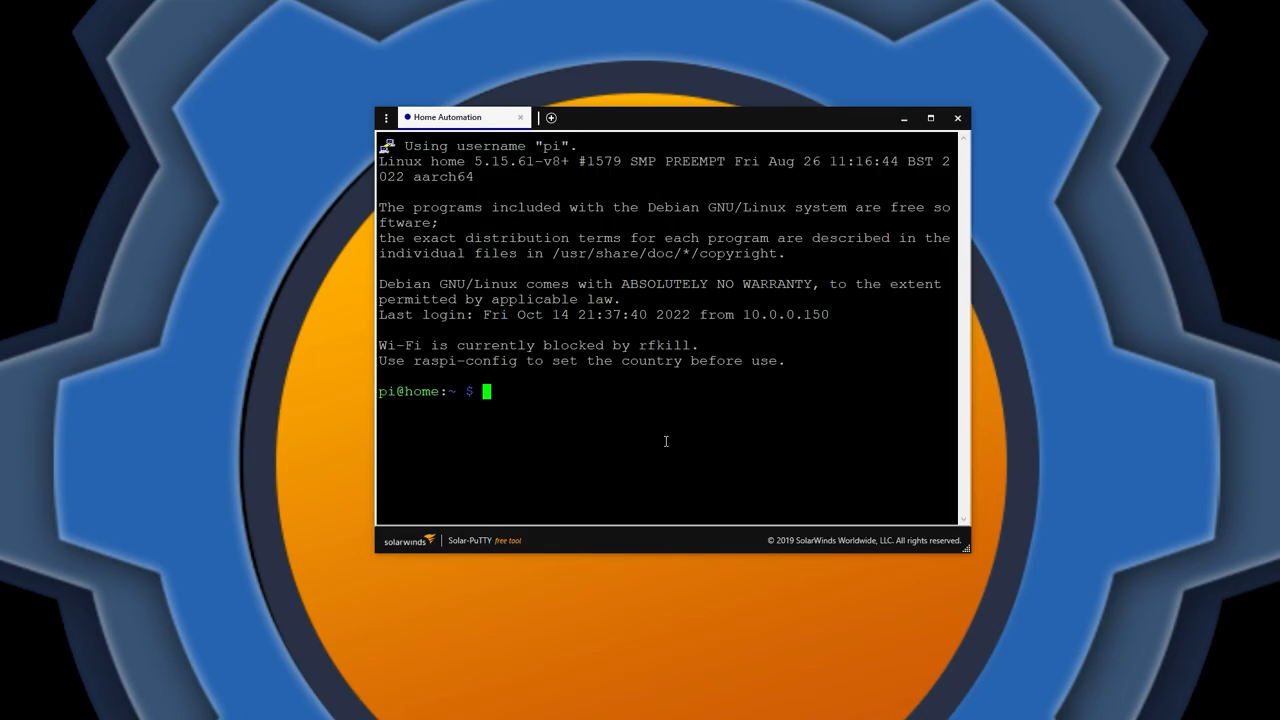 Home Automation
Using username "pi".
Linux home 5.15.61-v8+ #1579 SMP PREEMPT Fri Aug 26 11:16:44 BST 2
022 aarch64
The programs included with the Debian GNU/Linux system are free so
ftware;
the exact distribution terms for each program are described in the
individual files in /usr/share/doc/*/copyright.
Debian GNU/Linux comes with ABSOLUTELY NO WARRANTY, to the extent
permitted by applicable law.
Last login: Fri Oct 14 21:37:40 2022 from 10.0.0.150
Wi-Fi is currently blocked by rfkill.
Use raspi-config to set the country before use.
pi@home:~ $
solarwinds Solar-PuTTY free tool © 2019 SolarWinds Worldwide, LLC. All rights reserved.